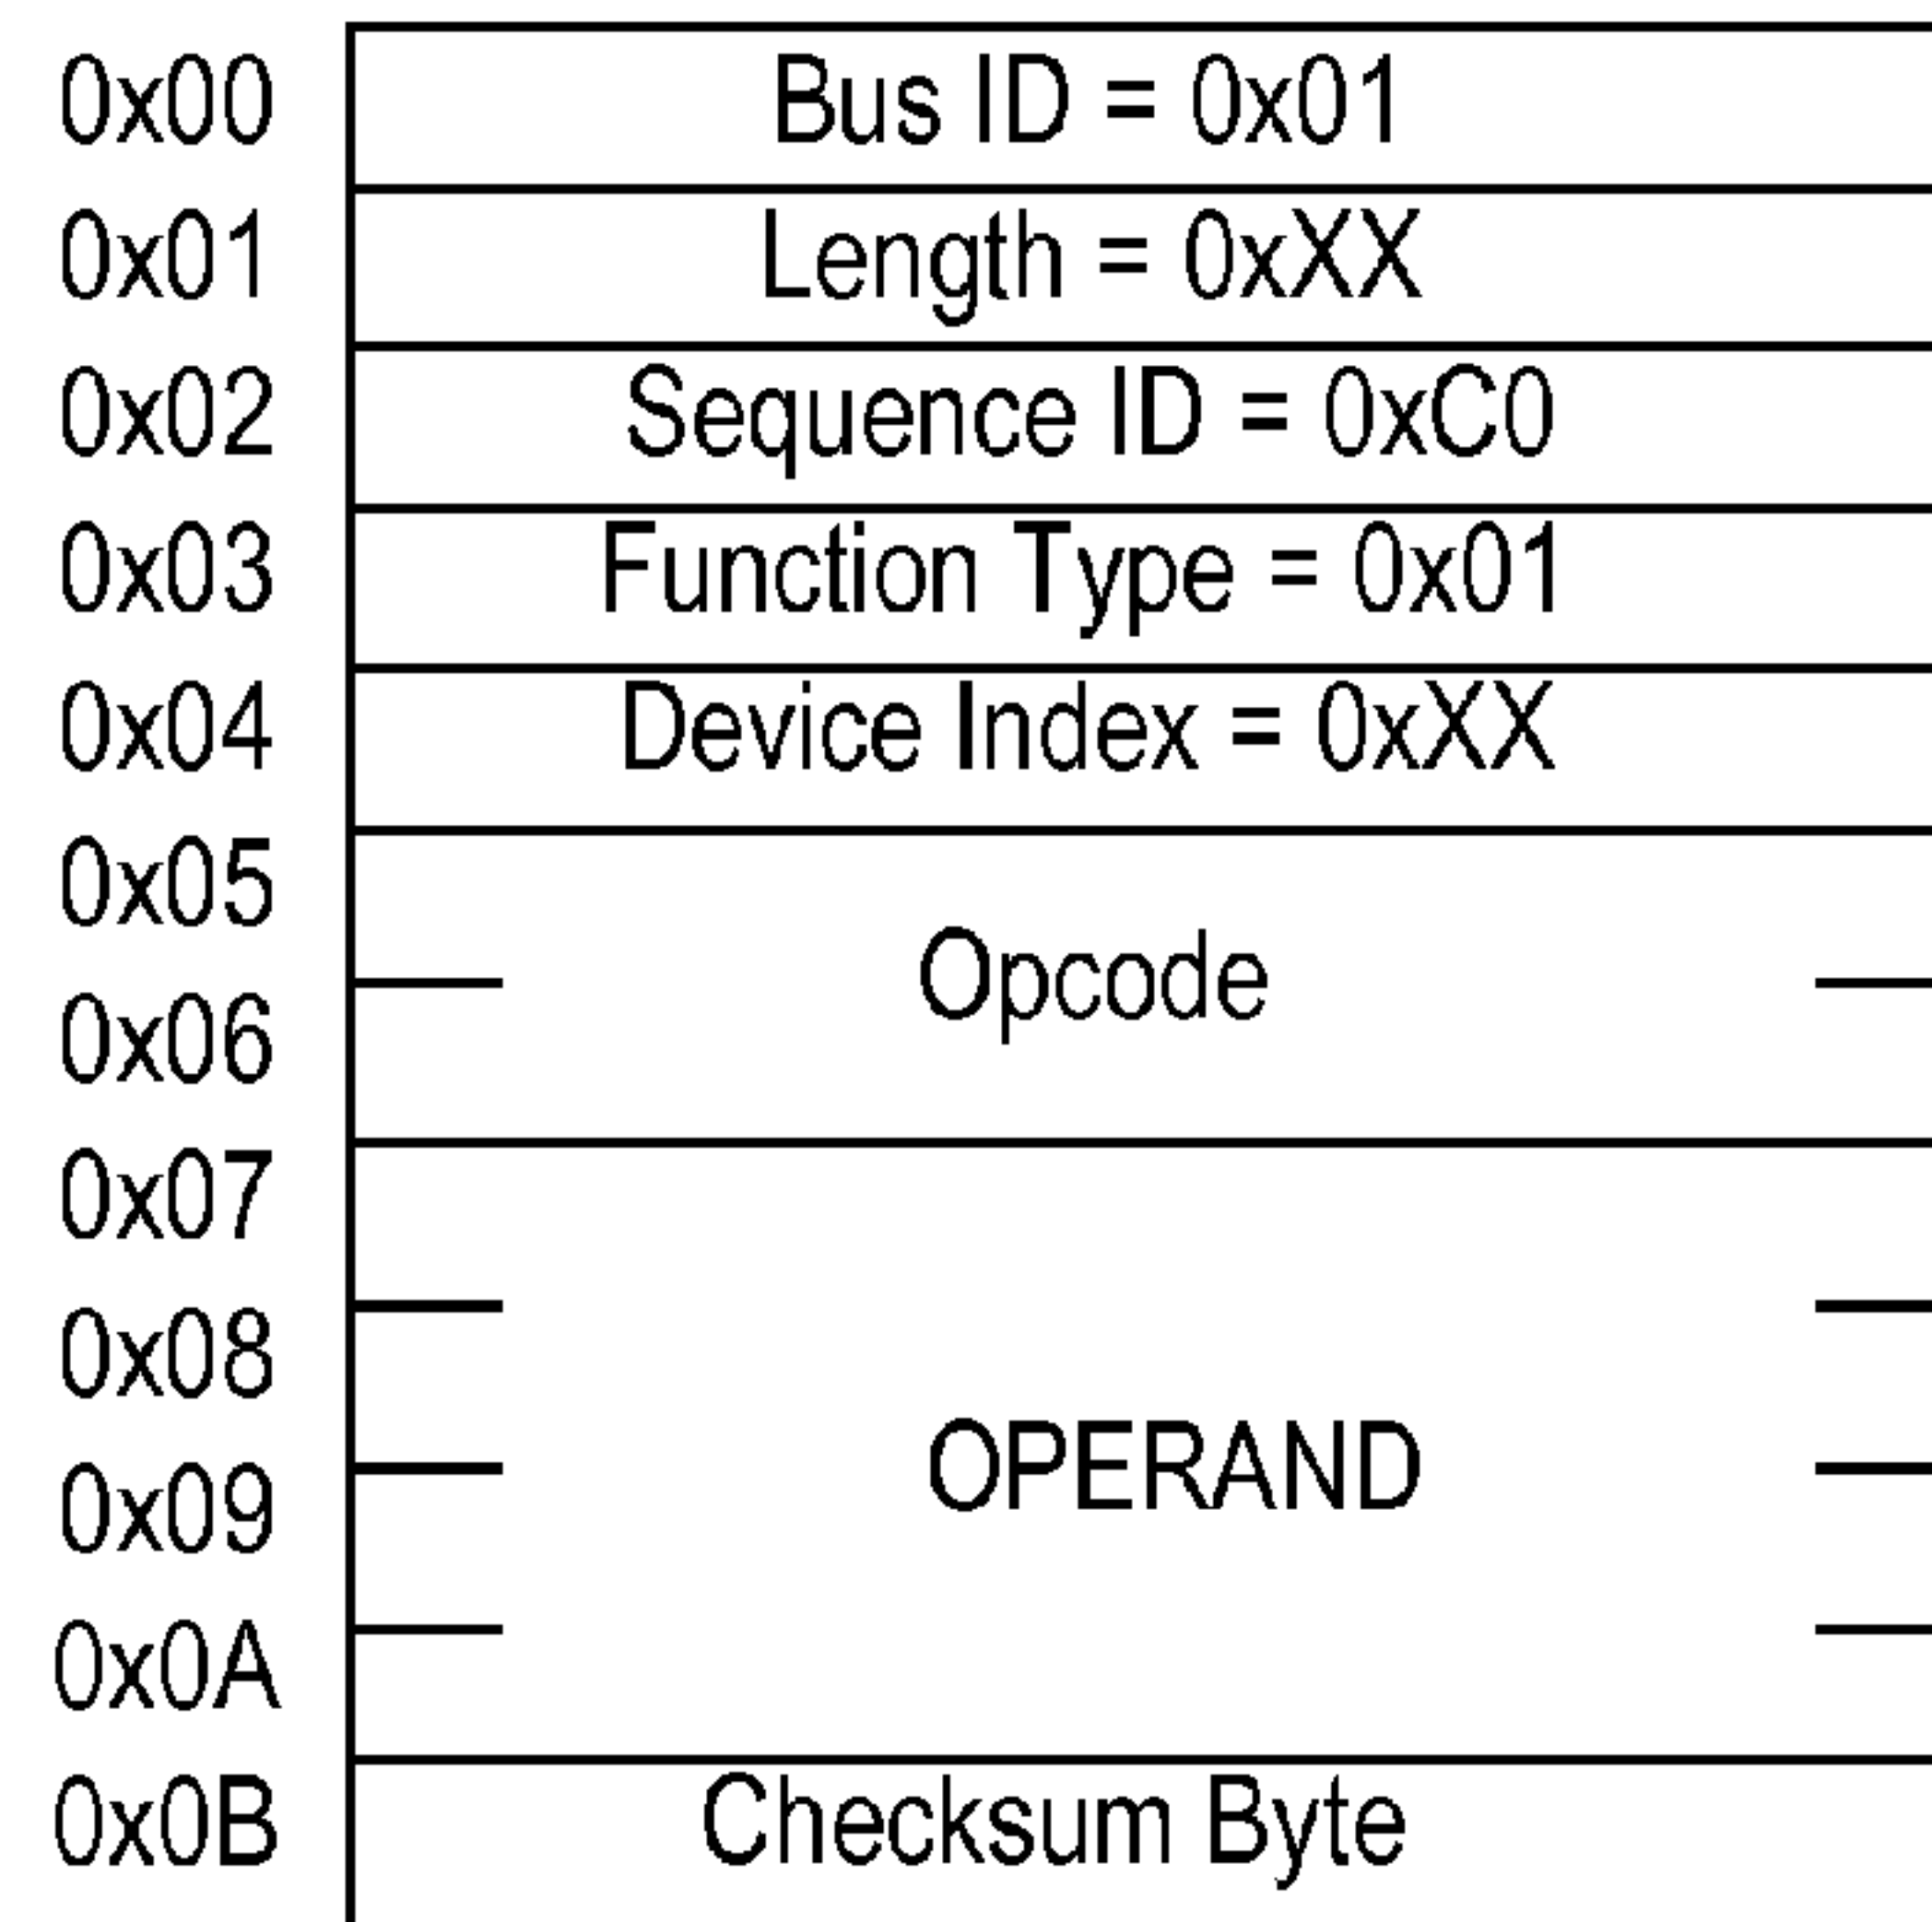 0x00 Bus ID = 0x01
0x01 Length = 0xXX
0x02 Sequence ID = 0xC0
0x03 Function Type = 0x01
0x04 Device Index = 0xXX
0x05
Opcode
0x06
0x07
0x08
OPERAND
0x09
0x0A
0x0B Checksum Byte